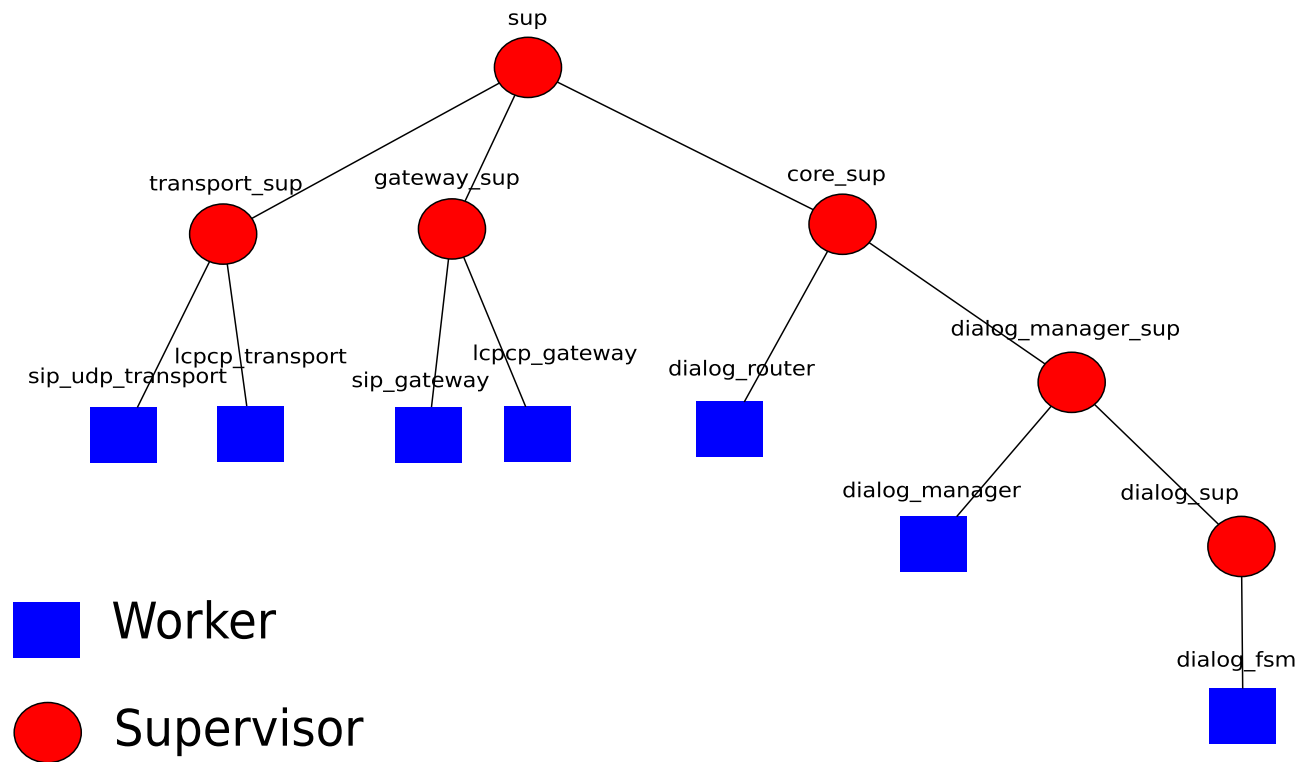 sup
transport_sup
gateway_sup
core_sup
dialog_manager_sup
lcpcp_transport
lcpcp_gateway
sip_udp_transport
sip_gateway
dialog_router
dialog_manager
dialog_sup
Worker
dialog_fsm
Supervisor